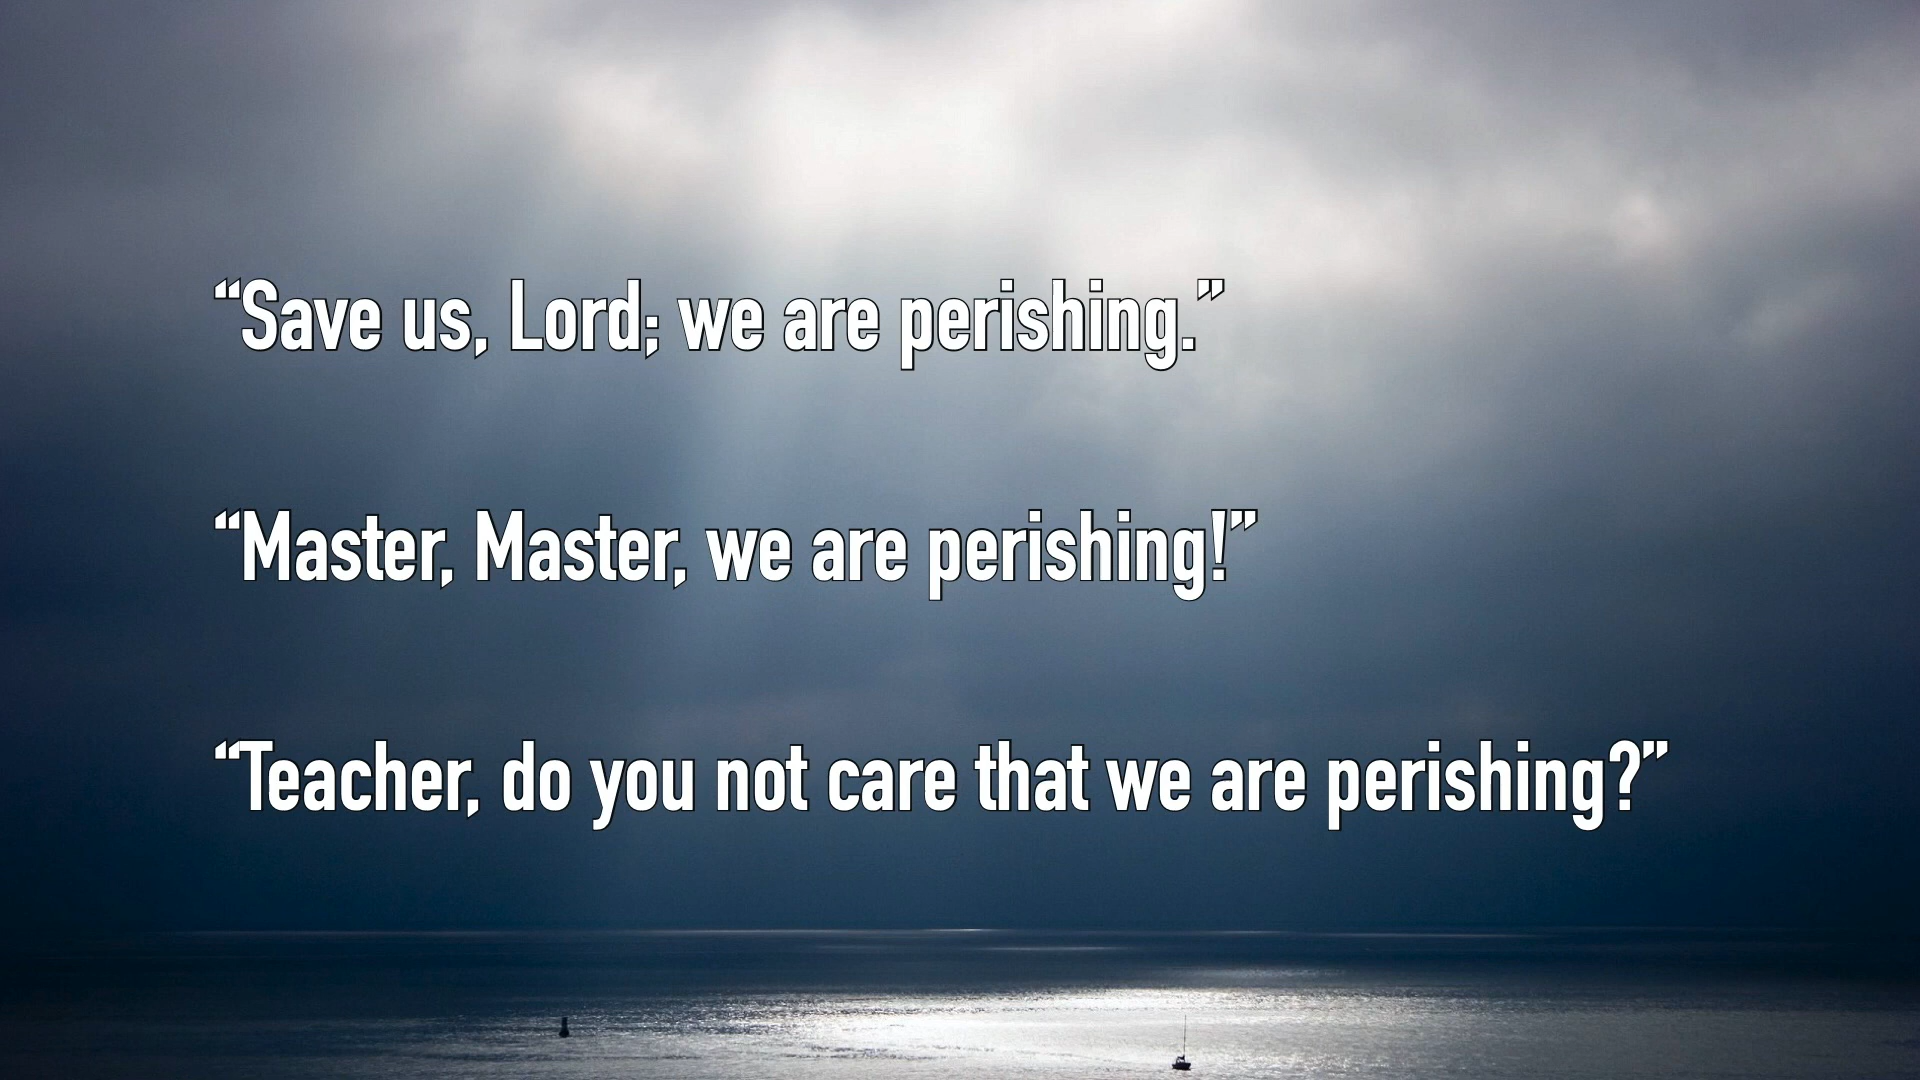 “Save us, Lord; we are perishing.”
“Master, Master, we are perishing!”
“Teacher, do you not care that we are perishing?”